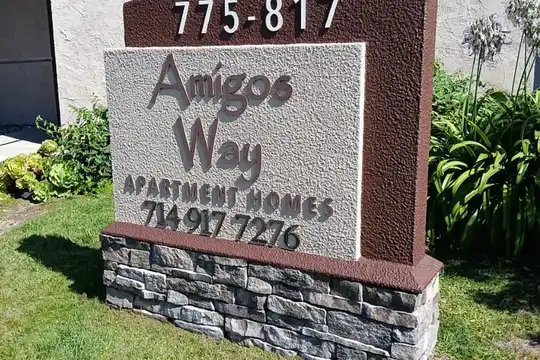 775-817
Amigos
Way
APARTMENT HOMES
714 917 7276